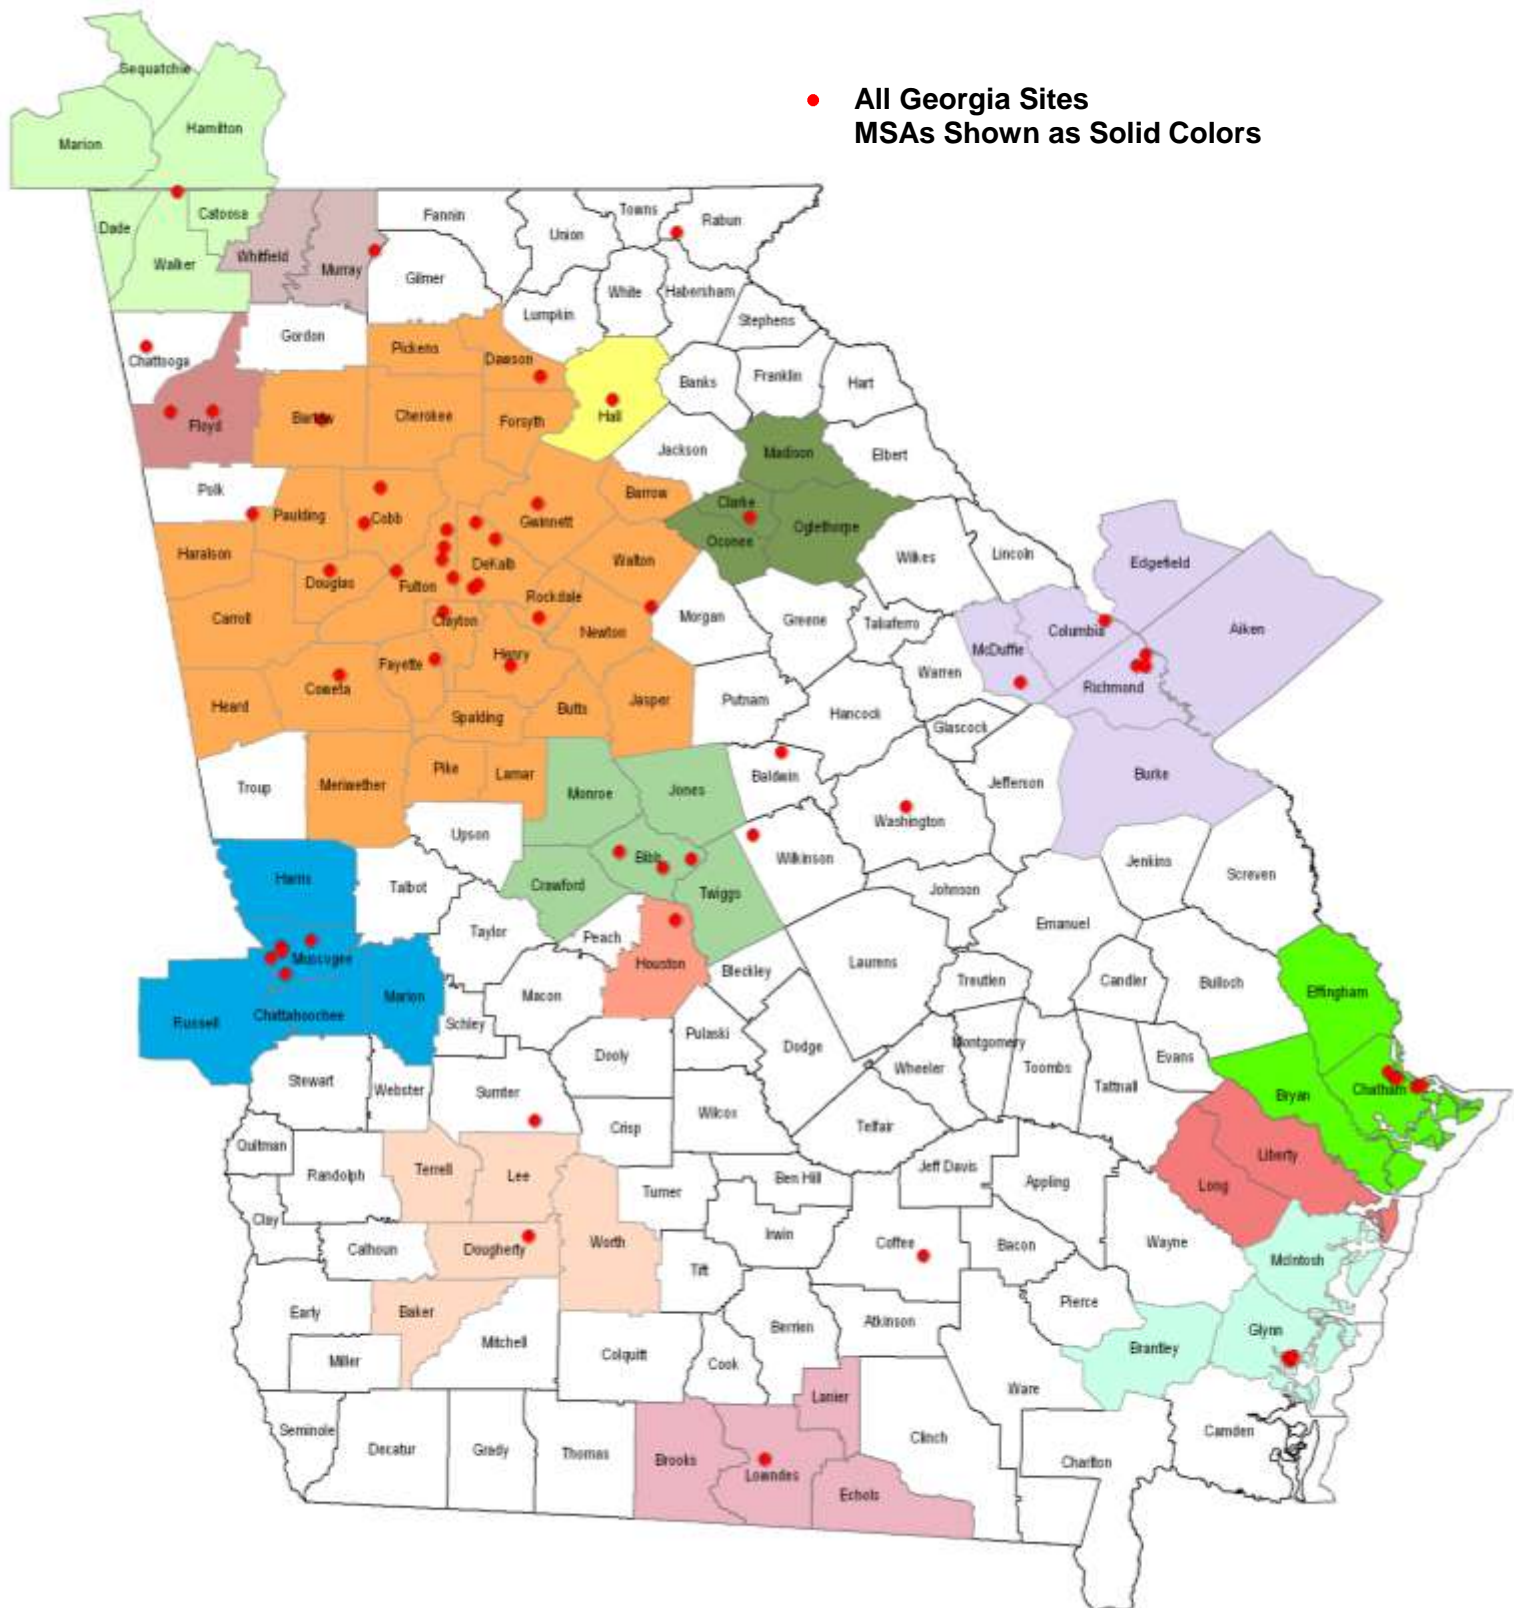 Sequatchie
All Georgia Sites
MSAs Shown as Solid Colors
Hamilton
Marion
Fannin
Towns
Rabun
Catoosa
Dade
Union
Whitfield
Walker
Murray
Gilmer
White
Habersham
Lumpkin
Stephens
Gordon
Pickens
Dawson
Chattooga
Banks
Franklin
Hart
Bartow
Cherokee
Forsyth
Hall
Floyd
Jackson
Madison
Elbert
Polk
Barrow
Clarke
Paulding
Cobb
Gwinnett
Oglethorpe
Oconee
Haralson
Wilkes
Lincoln
Edgefield
DeKalb
Walton
Douglas
Fulton
Rockdale
Carroll
Clayton
Newton
Morgan
Greene
Taliaferro
Columbia
Aiken
McDuffie
Fayette
Henry
Warren
Coweta
Richmond
Heard
Spalding
Butts
Jasper
Putnam
Hancock
Glascock
Pike
Lamar
Baldwin
Jefferson
Burke
Troup
Meriwether
Monroe
Jones
Washington
Upson
Bibb
Wilkinson
Jenkins
Screven
Harris
Talbot
Crawford
Twiggs
Johnson
Emanuel
Taylor
Peach
Muscogee
Houston
Bleckley
Laurens
Treutlen
Candler
Bulloch
Effingham
Marion
Macon
Russell
Chattahoochee
Schley
Pulaski
Dodge
Montgomery
Dooly
Wheeler
Toombs
Evans
Tattnall
Stewart
Webster
Sumter
Bryan
Chatham
Wilcox
Crisp
Telfair
Quitman
Randolph
Terrell
Lee
Ben Hill
Jeff Davis
Appling
Liberty
Long
Turner
Clay
Calhoun
Dougherty
Worth
Irwin
Coffee
Bacon
Wayne
McIntosh
Tift
Early
Baker
Mitchell
Berrien
Atkinson
Pierce
Glynn
Brantley
Miller
Colquitt
Cook
Lanier
Ware
Seminole
Decatur
Grady
Thomas
Brooks
Lowndes
Echols
Clinch
Charlton
Camden